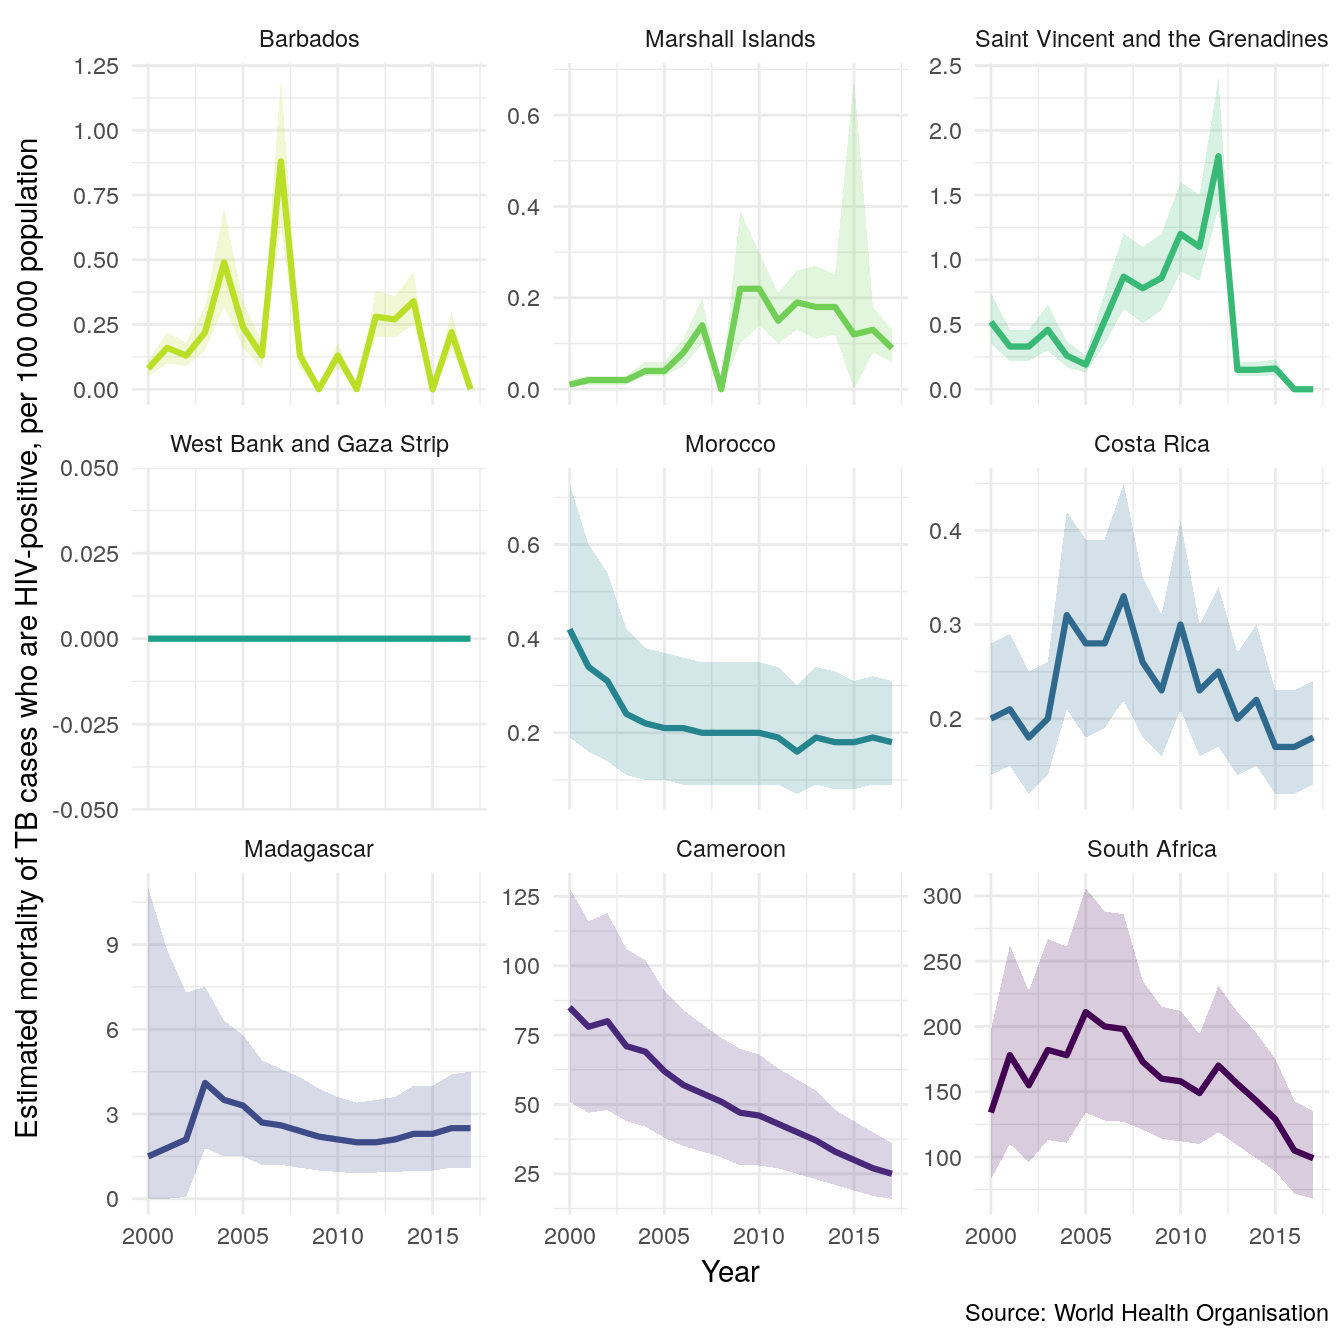 Barbados
Marshall Islands
Saint Vincent and the Grenadines
1.25
1.00
0.75
0.50
0.25
0.00
0.6
0.4
0.2
0.0
2.5
2.0
1.5
1.0
0.5
0.0
West Bank and Gaza Strip
Morocco
Costa Rica
0.050
0.025
0.000
-0.025
-0.050
0.6
0.4
0.2
0.4
0.3
0.2
Madagascar
Cameroon
South Africa
9
6
3
0
125
100
75
50
25
300
250
200
150
100
2000 2005 2010 2015
2000 2005 2010 2015
2000 2005 2010 2015
Estimated mortality of TB cases who are HIV-positive, per 100 000 population
Year
Source: World Health Organisation